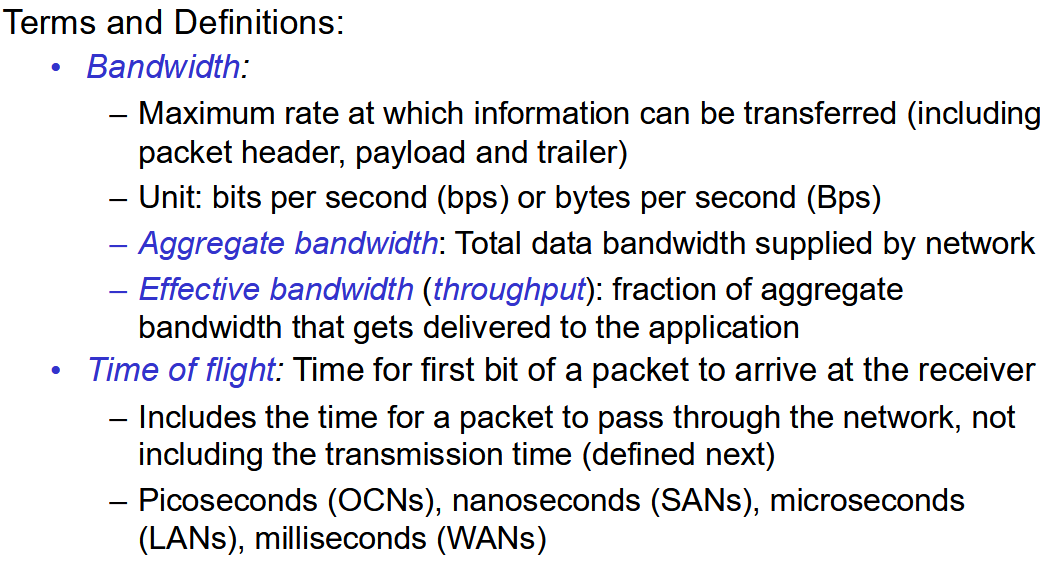 Terms and Definitions:
• Bandwidth:
– Maximum rate at which information can be transferred (including
packet header, payload and trailer)
– Unit: bits per second (bps) or bytes per second (Bps)
– Aggregate bandwidth: Total data bandwidth supplied by network
– Effective bandwidth (throughput): fraction of aggregate
bandwidth that gets delivered to the application
• Time of flight: Time for first bit of a packet to arrive at the receiver
– Includes the time for a packet to pass through the network, not
including the transmission time (defined next)
– Picoseconds (OCNs), nanoseconds (SANs), microseconds
(LANs), milliseconds (WANs)